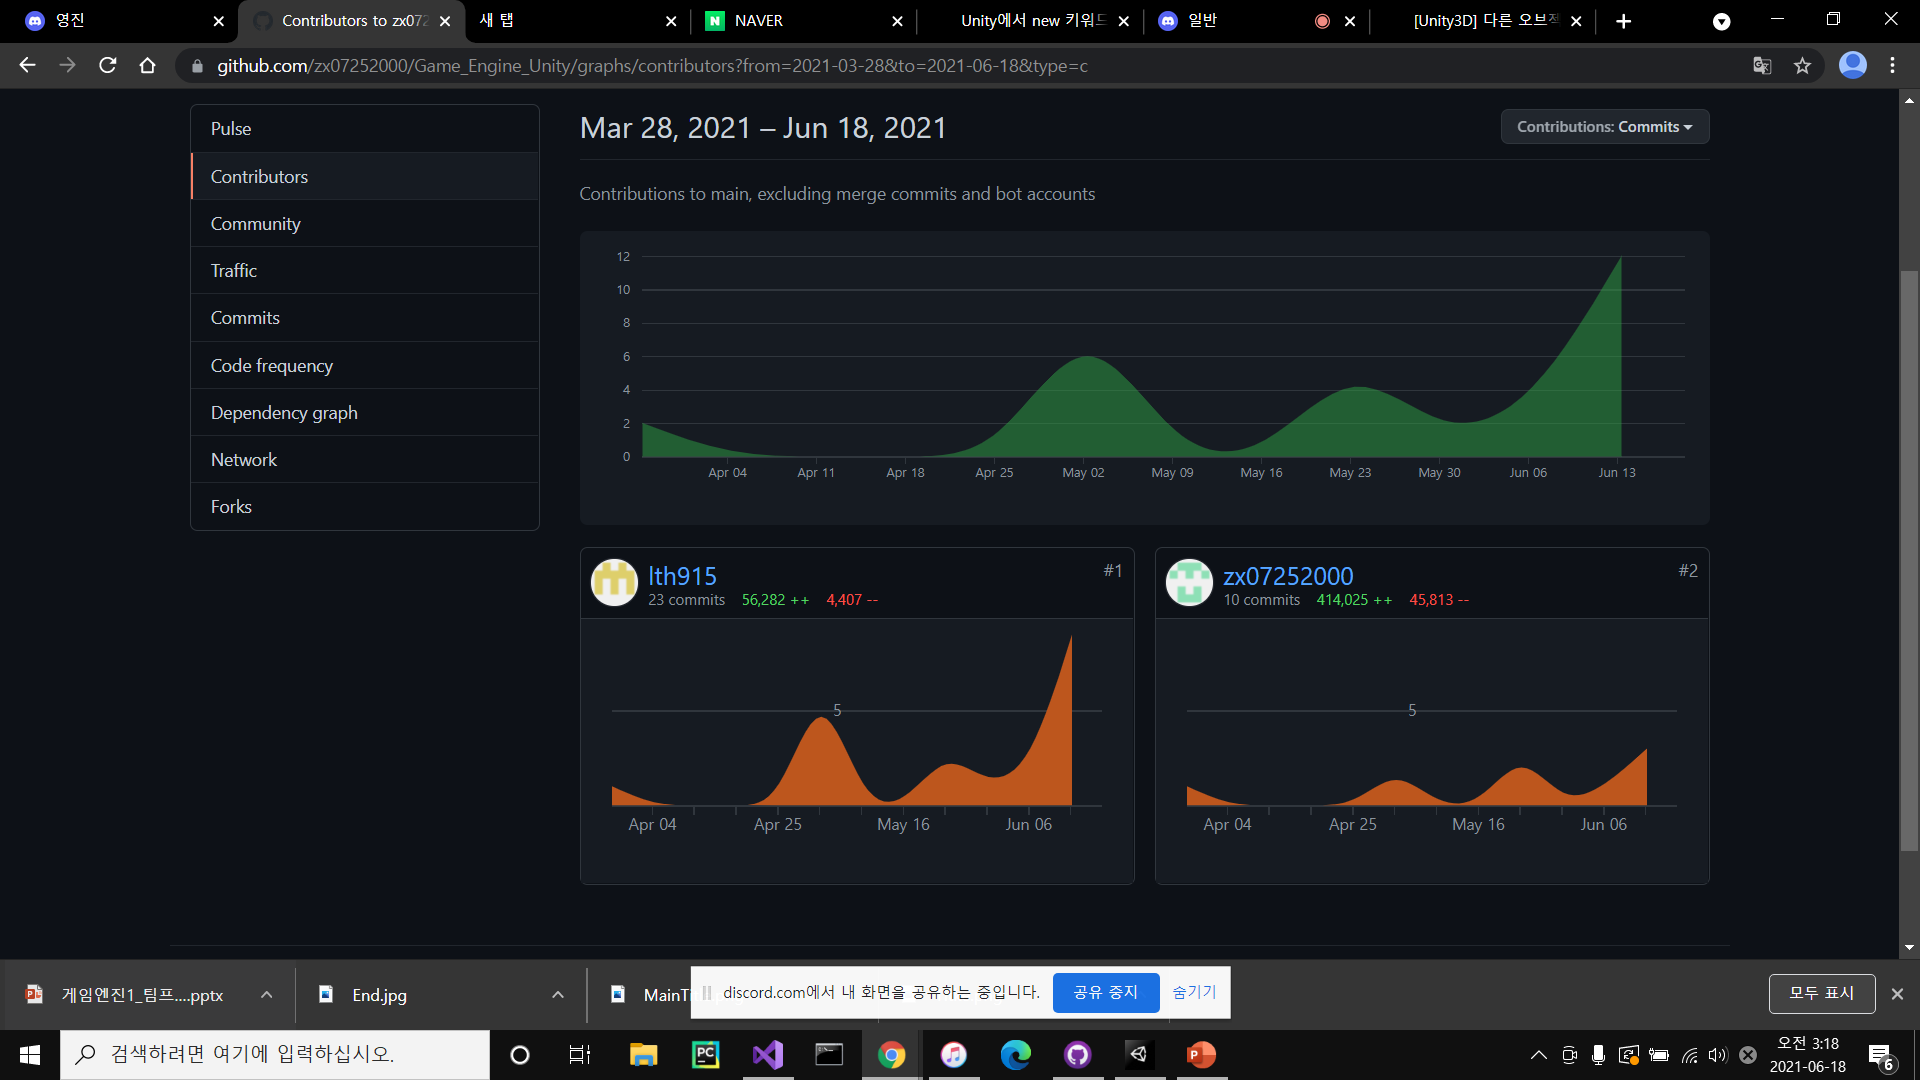 영진
Contributors to zx072
새 탭
NAVER
Unity에서 new 키워드
일반
[Unity3D] 다른 오브젝
github.com/zx07252000/Game_Engine_Unity/graphs/contributors?from=2021-03-28&to=2021-06-18&type=c
Pulse
Contributors
Community
Traffic
Commits
Code frequency
Dependency graph
Network
Forks
Mar 28, 2021 – Jun 18, 2021
Contributions: Commits
Contributions to main, excluding merge commits and bot accounts
12
10
8
6
4
2
0
Apr 04 Apr 11 Apr 18 Apr 25 May 02 May 09 May 16 May 23 May 30 Jun 06 Jun 13
lth915
#1
23 commits 56,282 ++ 4,407 --
5
Apr 04 Apr 25 May 16 Jun 06
zx07252000
#2
10 commits 414,025 ++ 45,813 --
5
Apr 04 Apr 25 May 16 Jun 06
게임엔진1_팀프....pptx
End.jpg
discord.com에서 내 화면을 공유하는 중입니다.
공유 중지
숨기기
모두 표시
검색하려면 여기에 입력하십시오.
PC
오전 3:18
2021-06-18
6